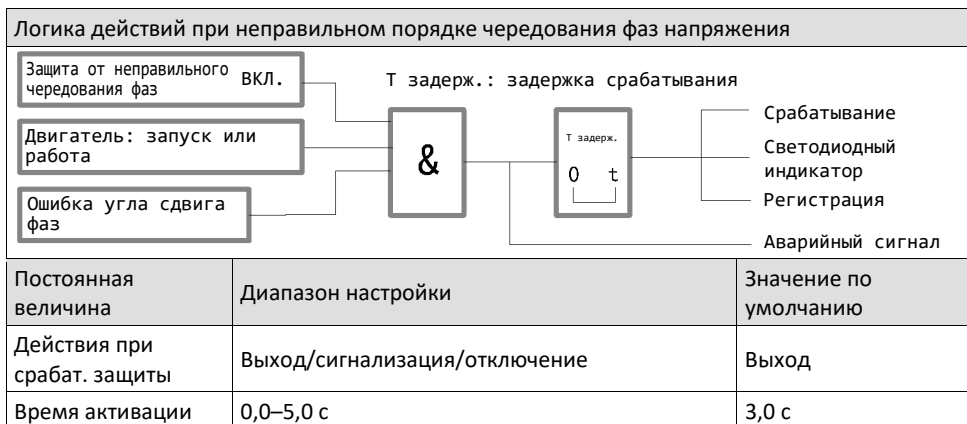 Логика действий при неправильном порядке чередования фаз напряжения
Защита от неправильного
чередования фаз
ВКЛ.
Т задерж.: задержка срабатывания
Двигатель: запуск или
работа
Ошибка угла сдвига
фаз
&
Т задерж.
0 t
Срабатывание
Светодиодный
индикатор
Регистрация
Аварийный сигнал
Постоянная
величина
Диапазон настройки
Значение по
умолчанию
Действия при
срабат. защиты
Выход/сигнализация/отключение
Выход
Время активации
0,0–5,0 с
3,0 с